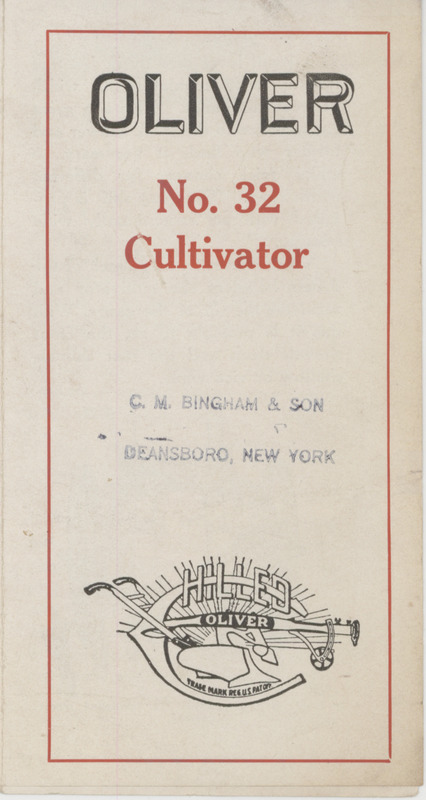 OLIVER
No. 32
Cultivator
C. M. BINGHAM & SON
DEANSBORO, NEW YORK
CHILLED
OLIVER
TRADE MARK REG. U.S. PAT. OFF.